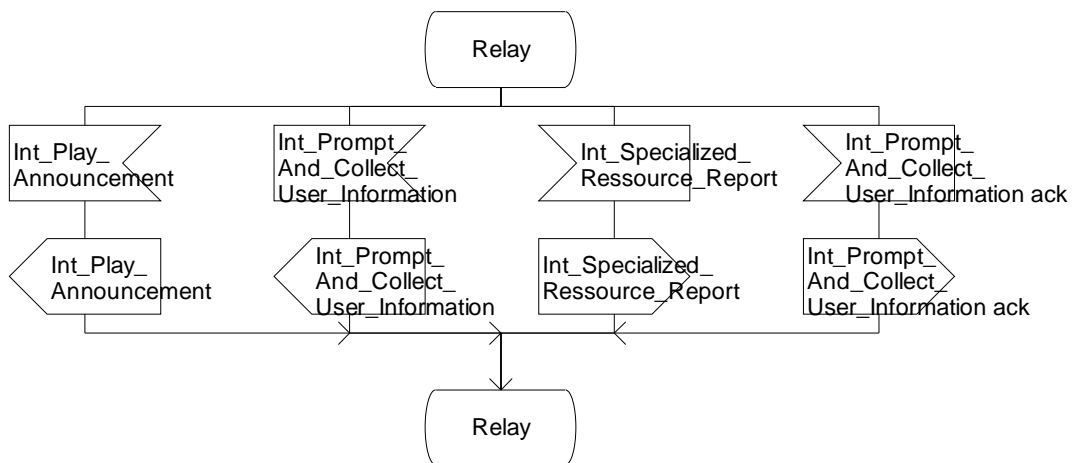 Relay
Int_Play_
Announcement
Int_Prompt_
And_Collect_
User_Information
Int_Specialized_
Ressource_Report
Int_Prompt_
And_Collect_
User_Information ack
Int_Play_
Announcement
Int_Prompt_
And_Collect_
User_Information
Int_Specialized_
Ressource_Report
Int_Prompt_
And_Collect_
User_Information ack
Relay